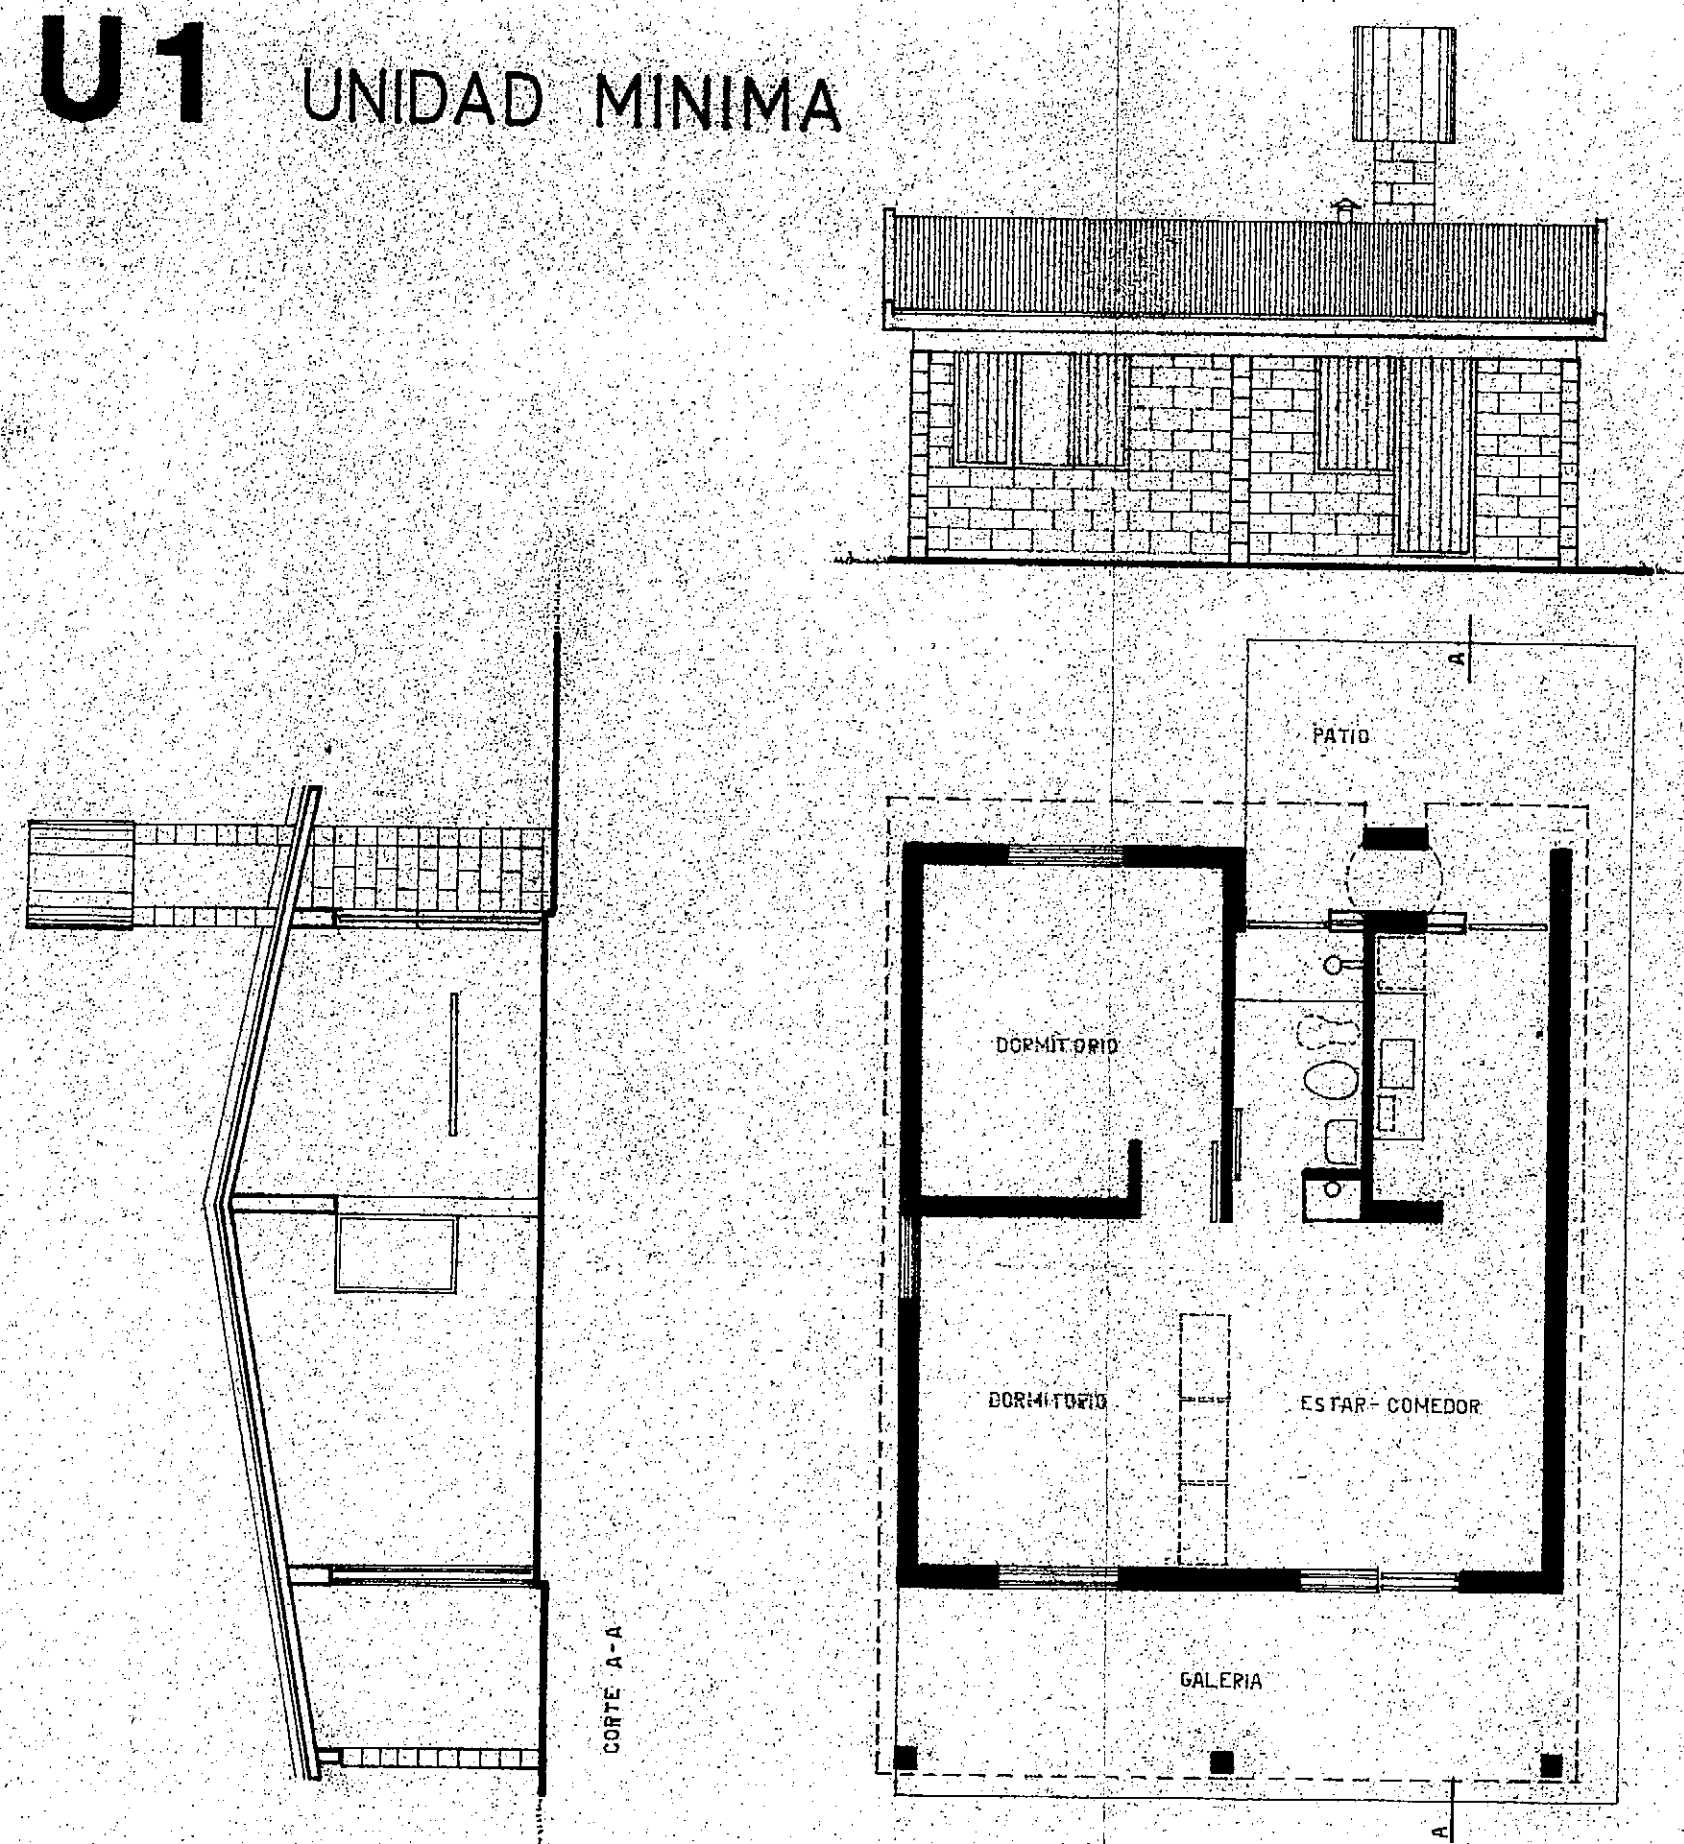 U1 UNIDAD MINIMA
A
PATIO
DORMITORIO
DORMITORIO
ESTAR-COMEDOR
CORTE A-A
GALERIA
A